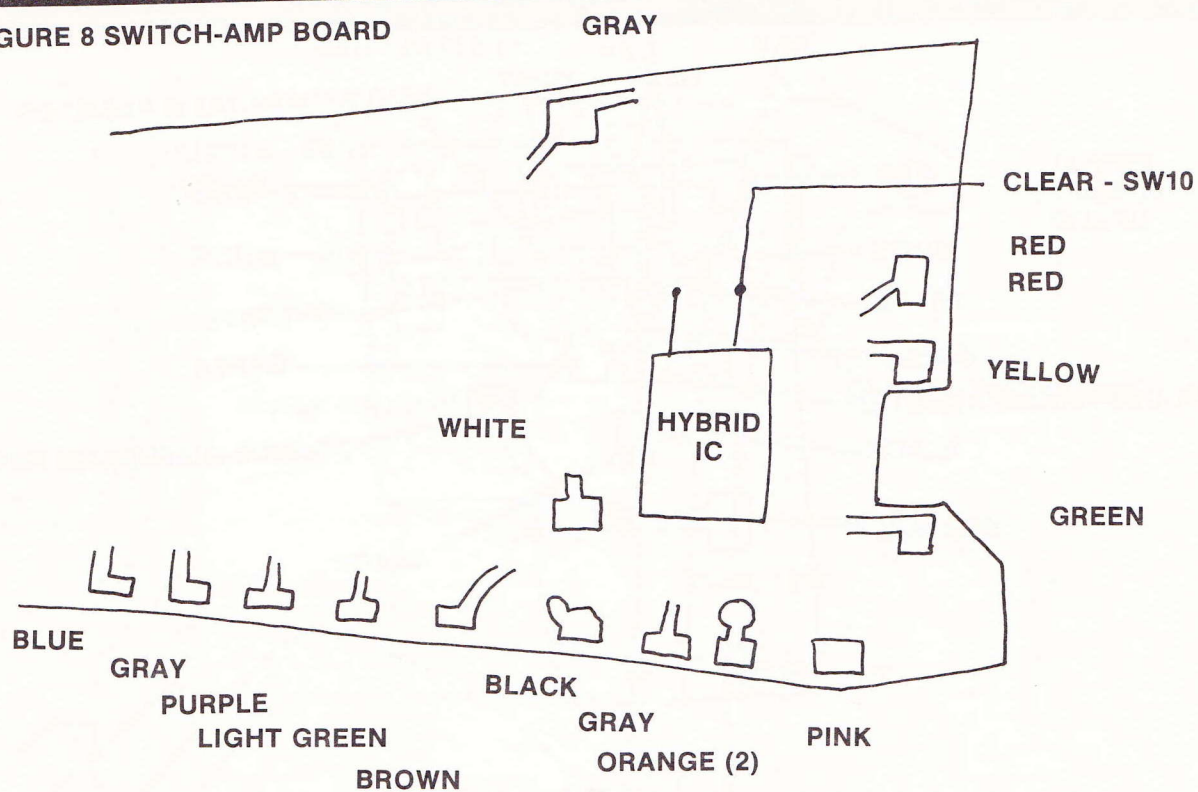 GURE 8 SWITCH-AMP BOARD
GRAY
CLEAR - SW10
RED
RED
YELLOW
WHITE
HYBRID
IC
GREEN
BLUE
GRAY
PURPLE
LIGHT GREEN
BROWN
BLACK
GRAY
ORANGE (2)
PINK